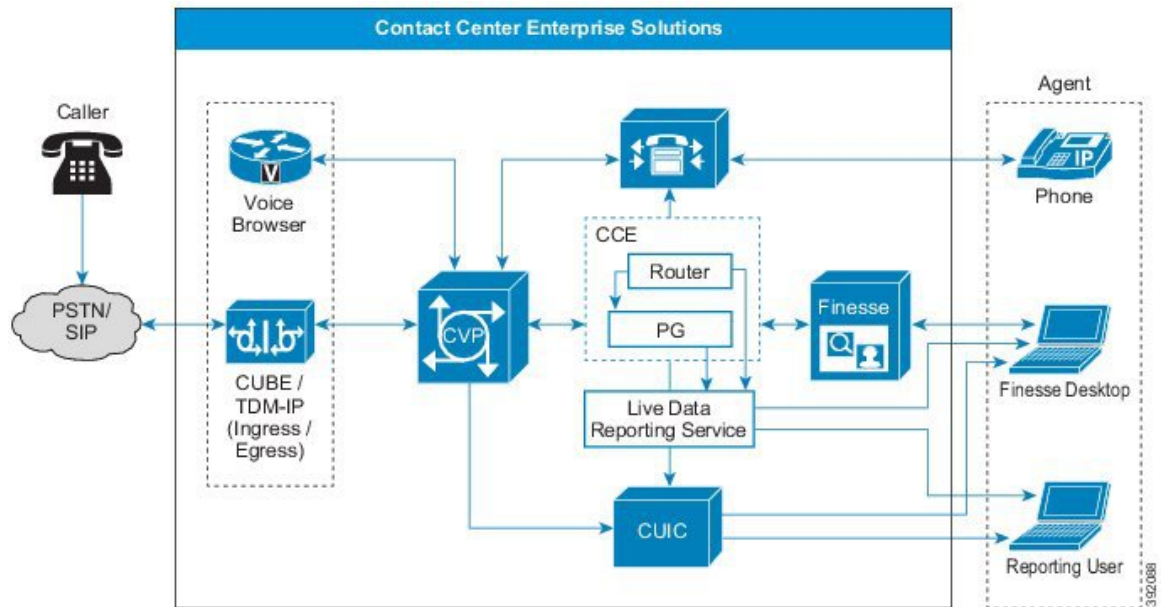 Contact Center Enterprise Solutions
Caller
Agent
V
Voice
Browser
IP
Phone
CCE
Router
PG
PSTN/
SIP
CVP
Finesse
CUBE /
TDM-IP
(Ingress /
Egress)
Live Data
Reporting Service
Finesse Desktop
CUIC
Reporting User
392088